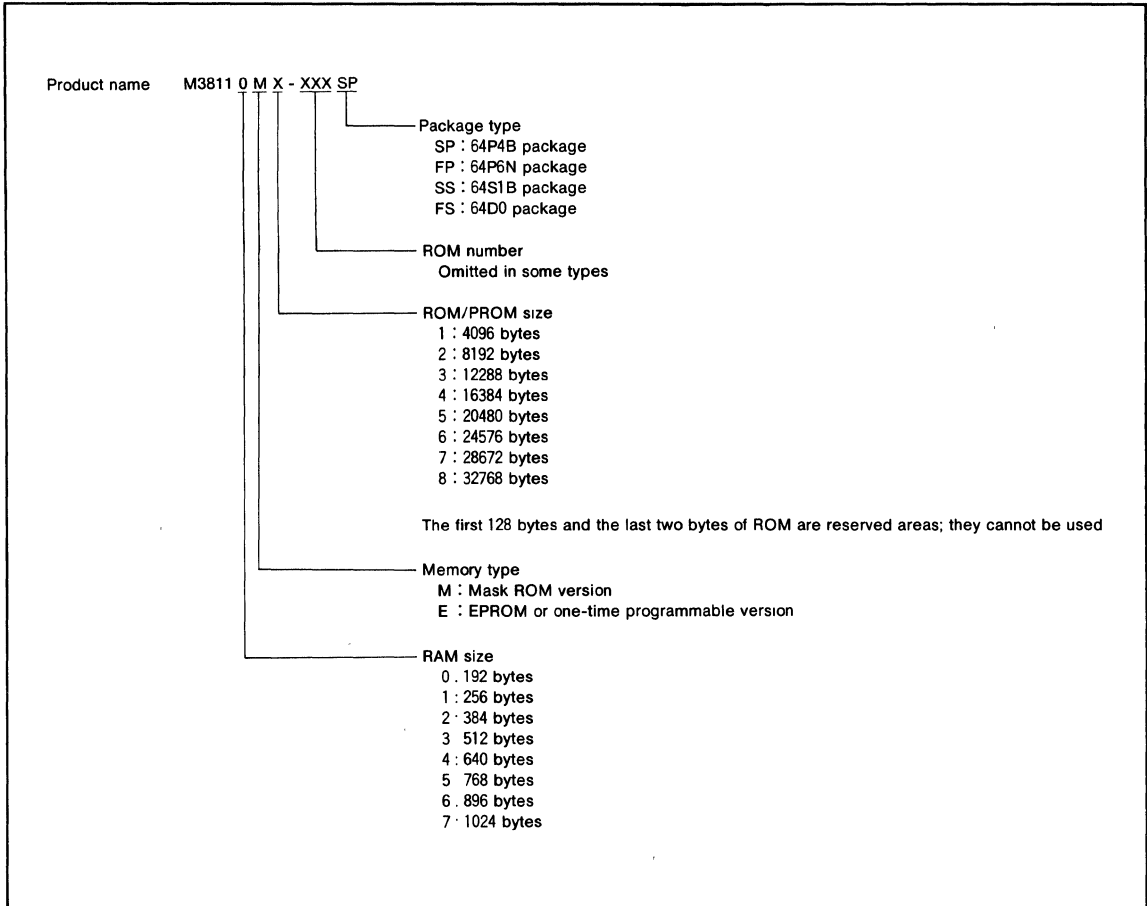 Product name M3811 0 M X - XXX SP
Package type
SP : 64P4B package
FP : 64P6N package
SS : 64S1B package
FS : 64D0 package
ROM number
Omitted in some types
ROM/PROM size
1 : 4096 bytes
2 : 8192 bytes
3 : 12288 bytes
4 : 16384 bytes
5 : 20480 bytes
6 : 24576 bytes
7 : 28672 bytes
8 : 32768 bytes
The first 128 bytes and the last two bytes of ROM are reserved areas; they cannot be used
Memory type
M : Mask ROM version
E : EPROM or one-time programmable version
RAM size
0 . 192 bytes
1 : 256 bytes
2 · 384 bytes
3 512 bytes
4 : 640 bytes
5 768 bytes
6 . 896 bytes
7 · 1024 bytes